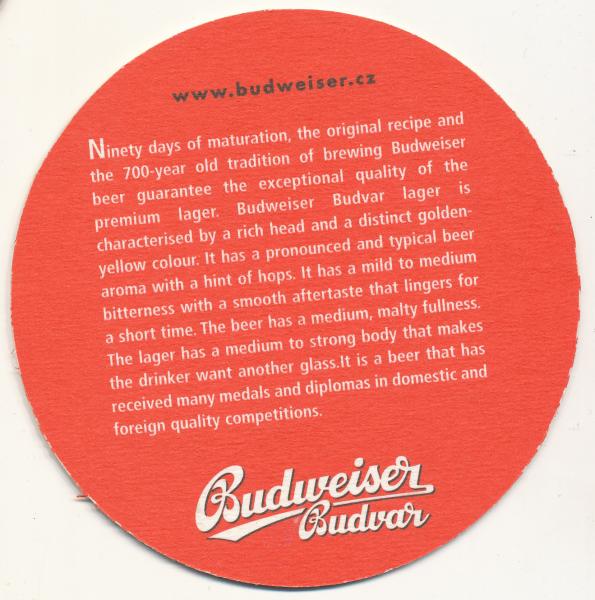 www.budweiser.cz
Ninety days of maturation, the original recipe and
the 700-year old tradition of brewing Budweiser
beer guarantee the exceptional quality of the
premium lager. Budweiser Budvar lager is
characterised by a rich head and a distinct golden-
yellow colour. It has a pronounced and typical beer
aroma with a hint of hops. It has a mild to medium
bitterness with a smooth aftertaste that lingers for
a short time. The beer has a medium, malty fullness.
The lager has a medium to strong body that makes
the drinker want another glass.It is a beer that has
received many medals and diplomas in domestic and
foreign quality competitions.
Budweiser
Budvar